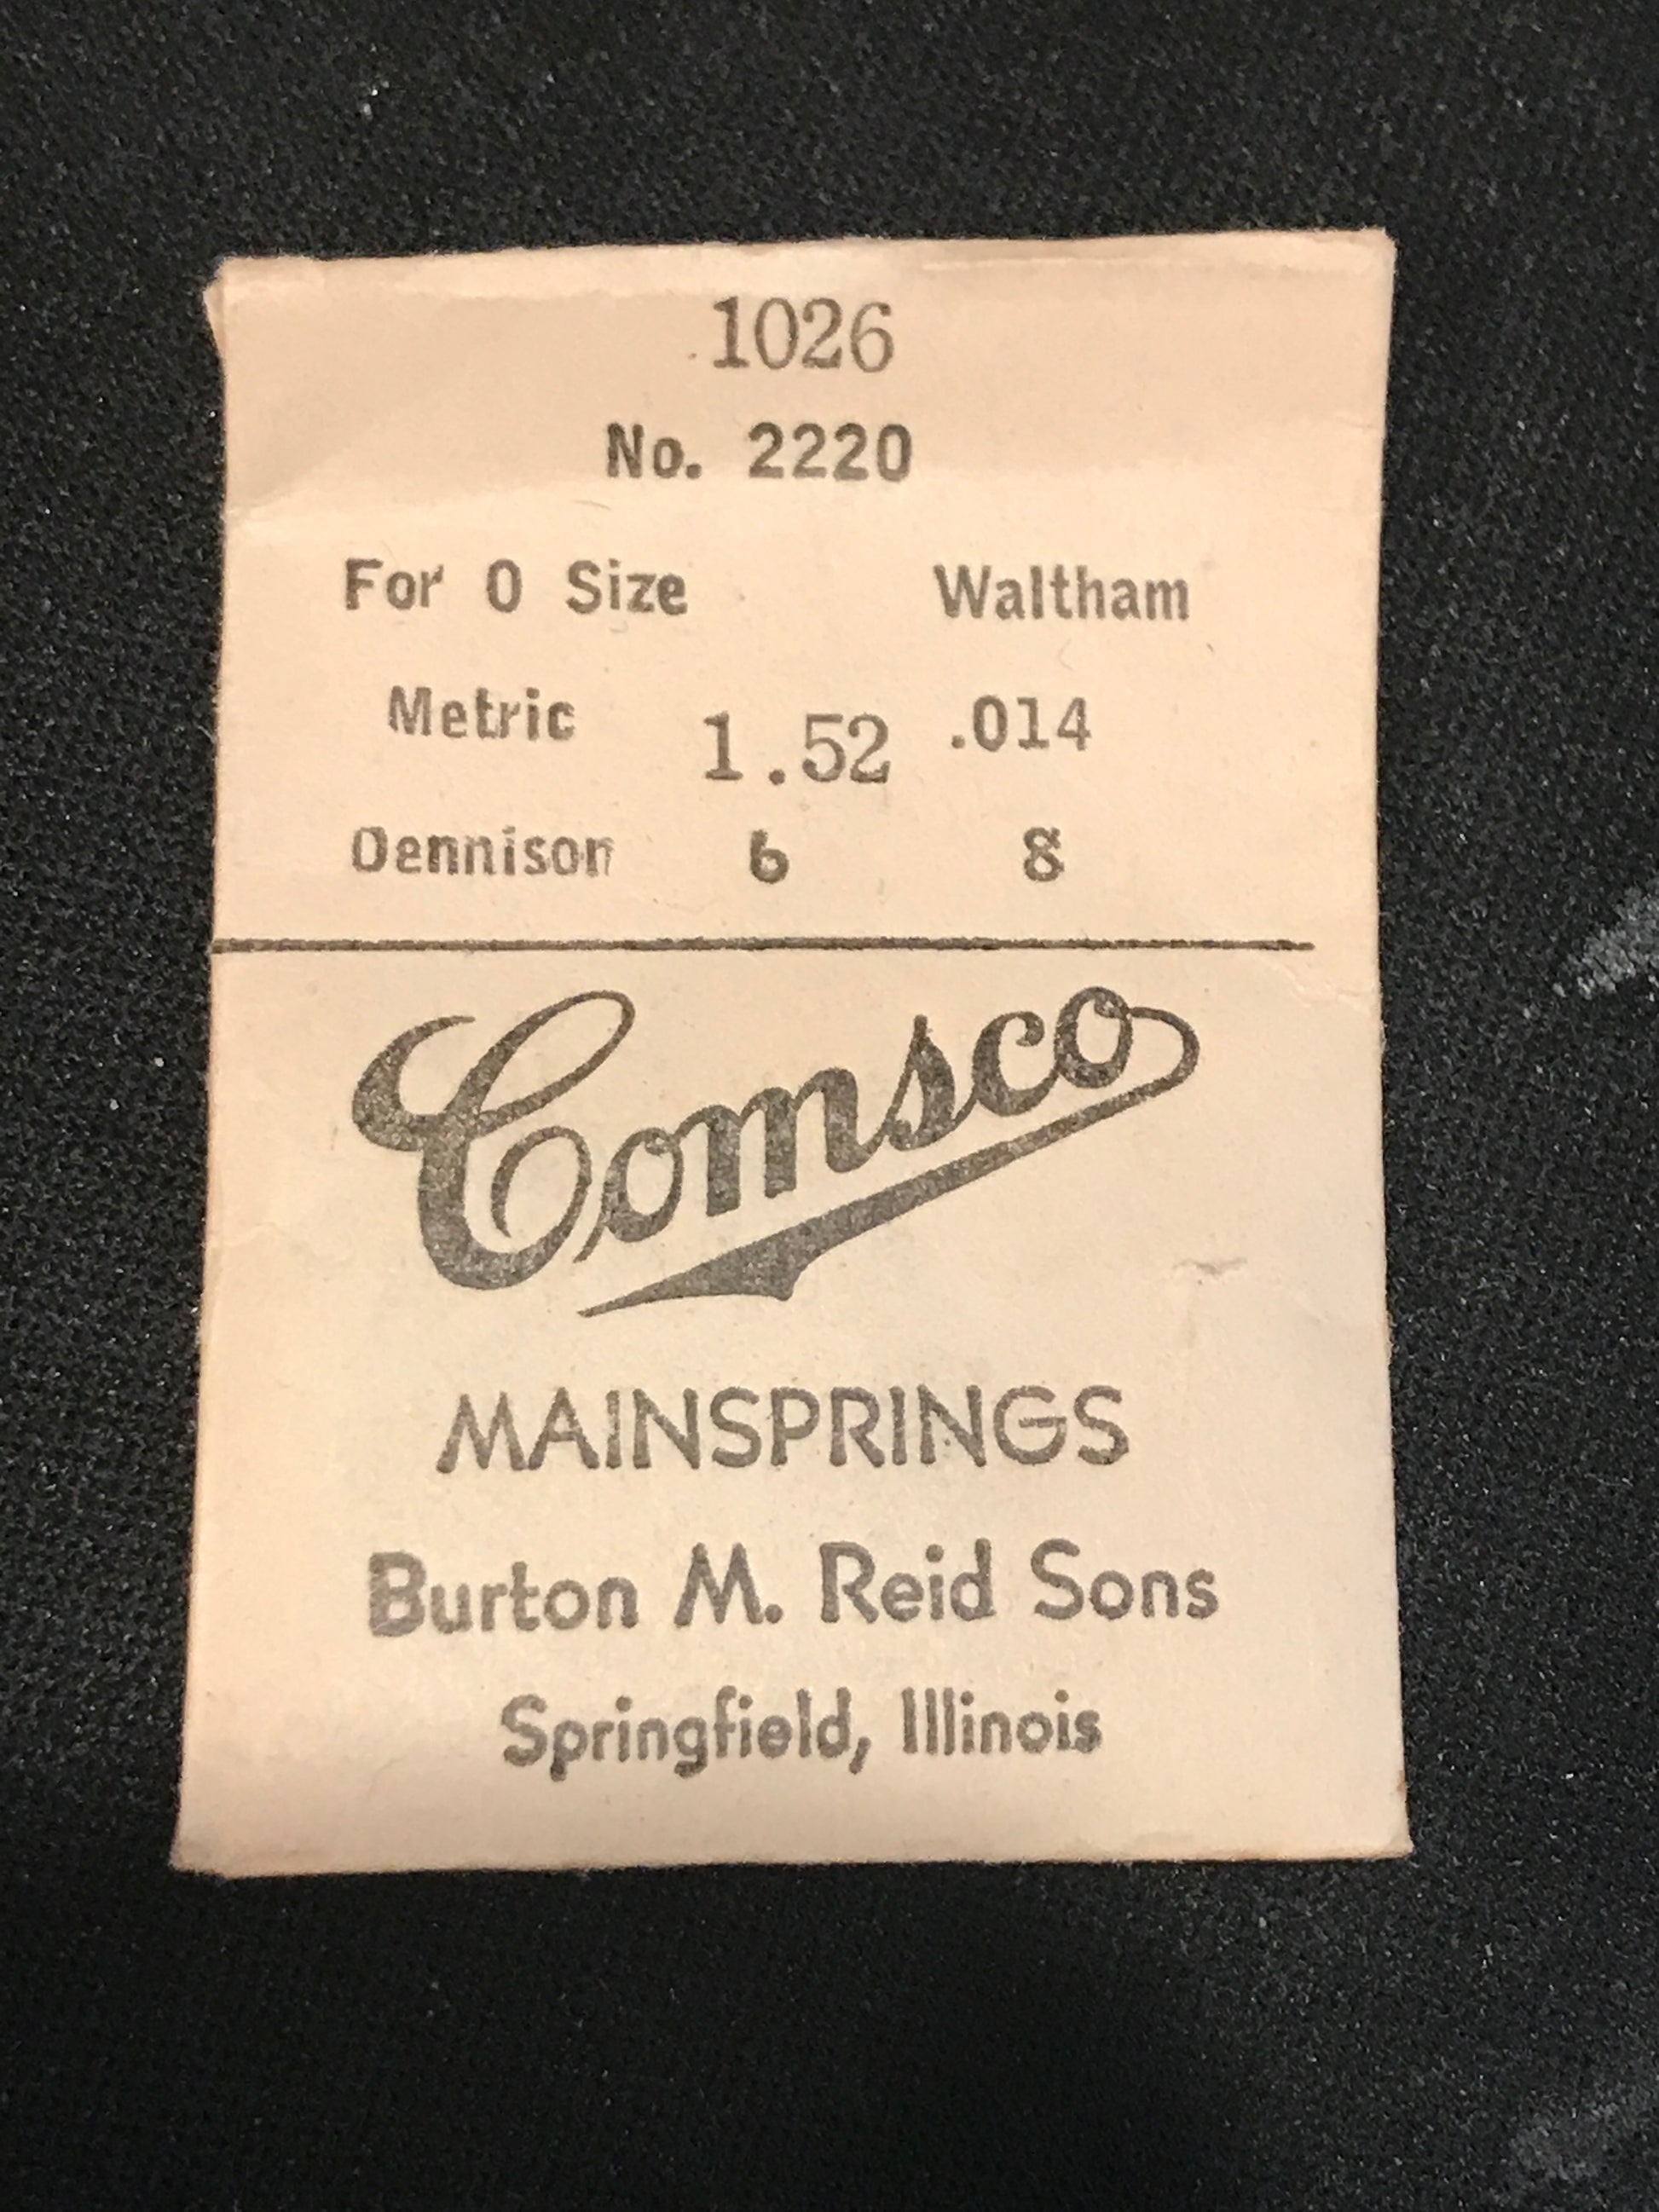 1026
No. 2220
For 0 Size Waltham
Metric 1.52 .014
Dennison 6 8
Comsco
MAINSPRINGS
Burton M. Reid Sons
Springfield, Illinois